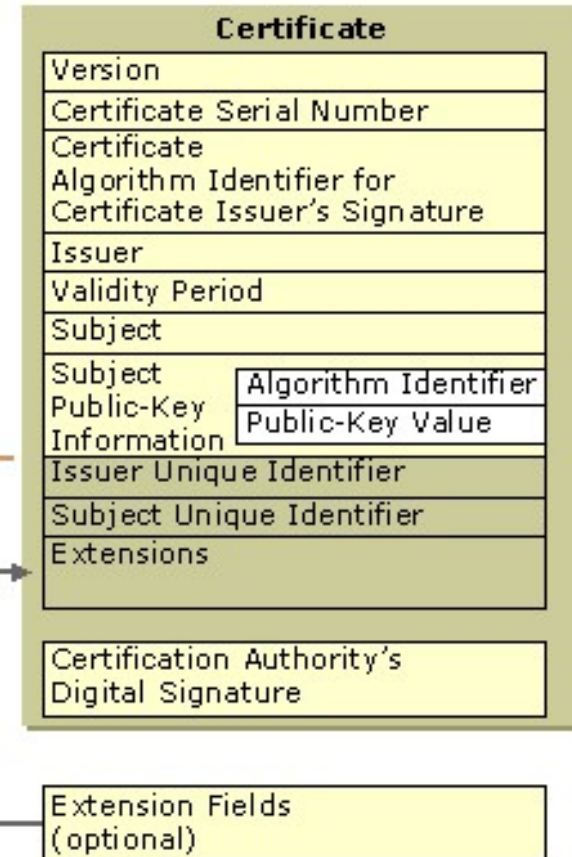 Certificate
Version
Certificate Serial Number
Certificate
Algorithm Identifier for
Certificate Issuer's Signature
Issuer
Validity Period
Subject
Subject
Public-Key
Information
Algorithm Identifier
Public-Key Value
Issuer Unique Identifier
Subject Unique Identifier
Extensions
Certification Authority's
Digital Signature
Extension Fields
(optional)